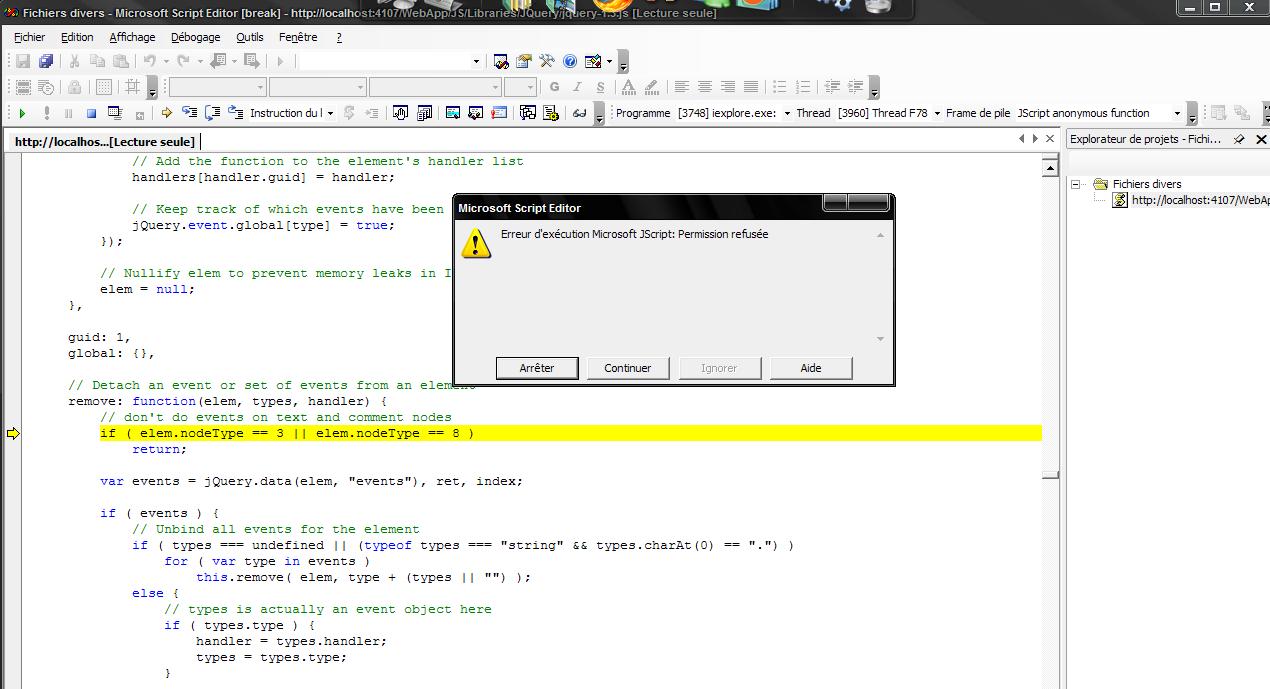 Fichiers divers - Microsoft Script Editor [break] - http://localhost:4107/WebApp/JS/Libraries/JQuery/jquery-1.3.js [Lecture seule]
Fichier Edition Affichage Débogage Outils Fenêtre ?
G I S
Instruction du l Programme [3748] iexplore.exe: Thread [3960] Thread F78 Frame de pile JScript anonymous function
http://localhos...[Lecture seule]
Explorateur de projets - Fichi...
Fichiers divers
http://localhost:4107/WebAp
// Add the function to the element's handler list
handlers[handler.guid] = handler;
// Keep track of which events have been
jQuery.event.global[type] = true;
});
// Nullify elem to prevent memory leaks in I
elem = null;
},
guid: 1,
global: {},
// Detach an event or set of events from an element
remove: function(elem, types, handler) {
// don't do events on text and comment nodes
if ( elem.nodeType == 3 || elem.nodeType == 8 )
return;
var events = jQuery.data(elem, "events"), ret, index;
if ( events ) {
// Unbind all events for the element
if ( types === undefined || (typeof types === "string" && types.charAt(0) == ".") )
for ( var type in events )
this.remove( elem, type + (types || "") );
else {
// types is actually an event object here
if ( types.type ) {
handler = types.handler;
types = types.type;
}
Microsoft Script Editor
Erreur d'exécution Microsoft JScript: Permission refusée
Arrêter Continuer Ignorer Aide